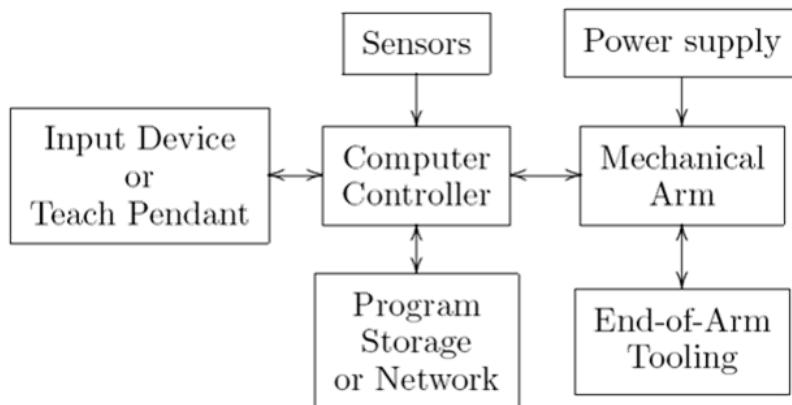 Sensors
Power supply
Input Device
or
Teach Pendant
Computer
Controller
Mechanical
Arm
Program
Storage
or Network
End-of-Arm
Tooling